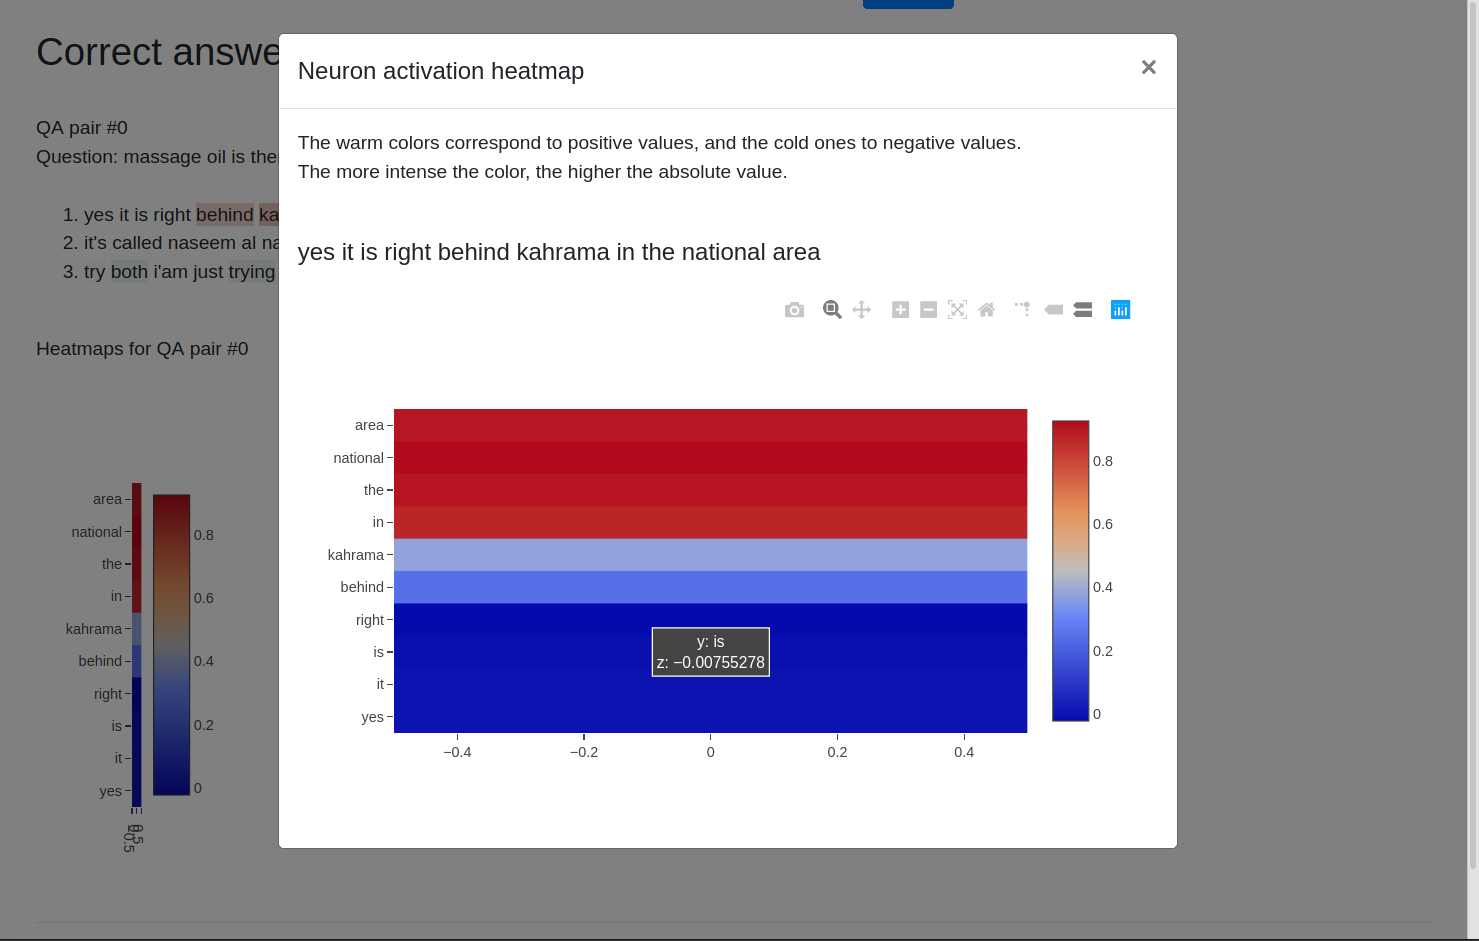 Correct answe
QA pair #0
Question: massage oil is the
1. yes it is right behind ka
2. it's called naseem al na
3. try both i'am just trying
Heatmaps for QA pair #0
area
national
the
in
kahrama
behind
right
is
it
yes
0.8
0.6
0.4
0.2
0
0.5
Neuron activation heatmap
×
The warm colors correspond to positive values, and the cold ones to negative values.
The more intense the color, the higher the absolute value.
yes it is right behind kahrama in the national area
area
national
the
in
kahrama
behind
right
is
it
yes
y: is
z: −0.00755278
−0.4
−0.2
0
0.2
0.4
0.8
0.6
0.4
0.2
0